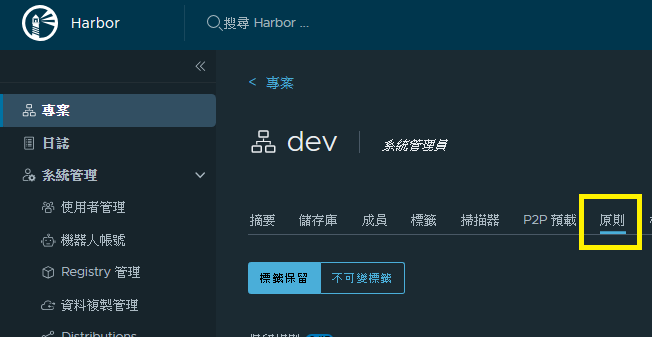 Harbor
搜尋 Harbor ...
專案
日誌
系統管理
使用者管理
機器人帳號
Registry 管理
資料複製管理
Distributions
< 專案
dev
系統管理員
摘要 儲存庫 成員 標籤 掃描器 P2P 預載 原則
標籤保留 不可變標籤